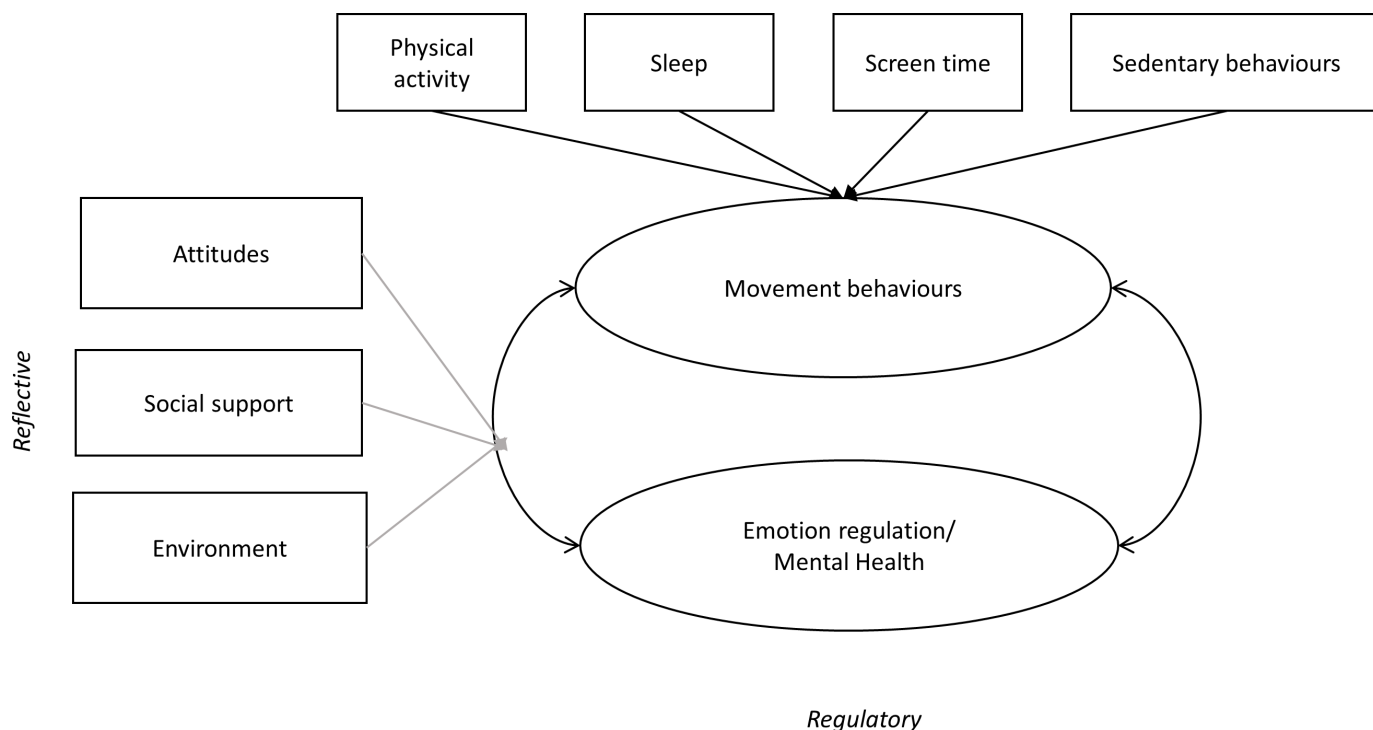 Physical
activity
Sleep
Screen time
Sedentary behaviours
Attitudes
Movement behaviours
Reflective
Social support
Environment
Emotion regulation/
Mental Health
Regulatory